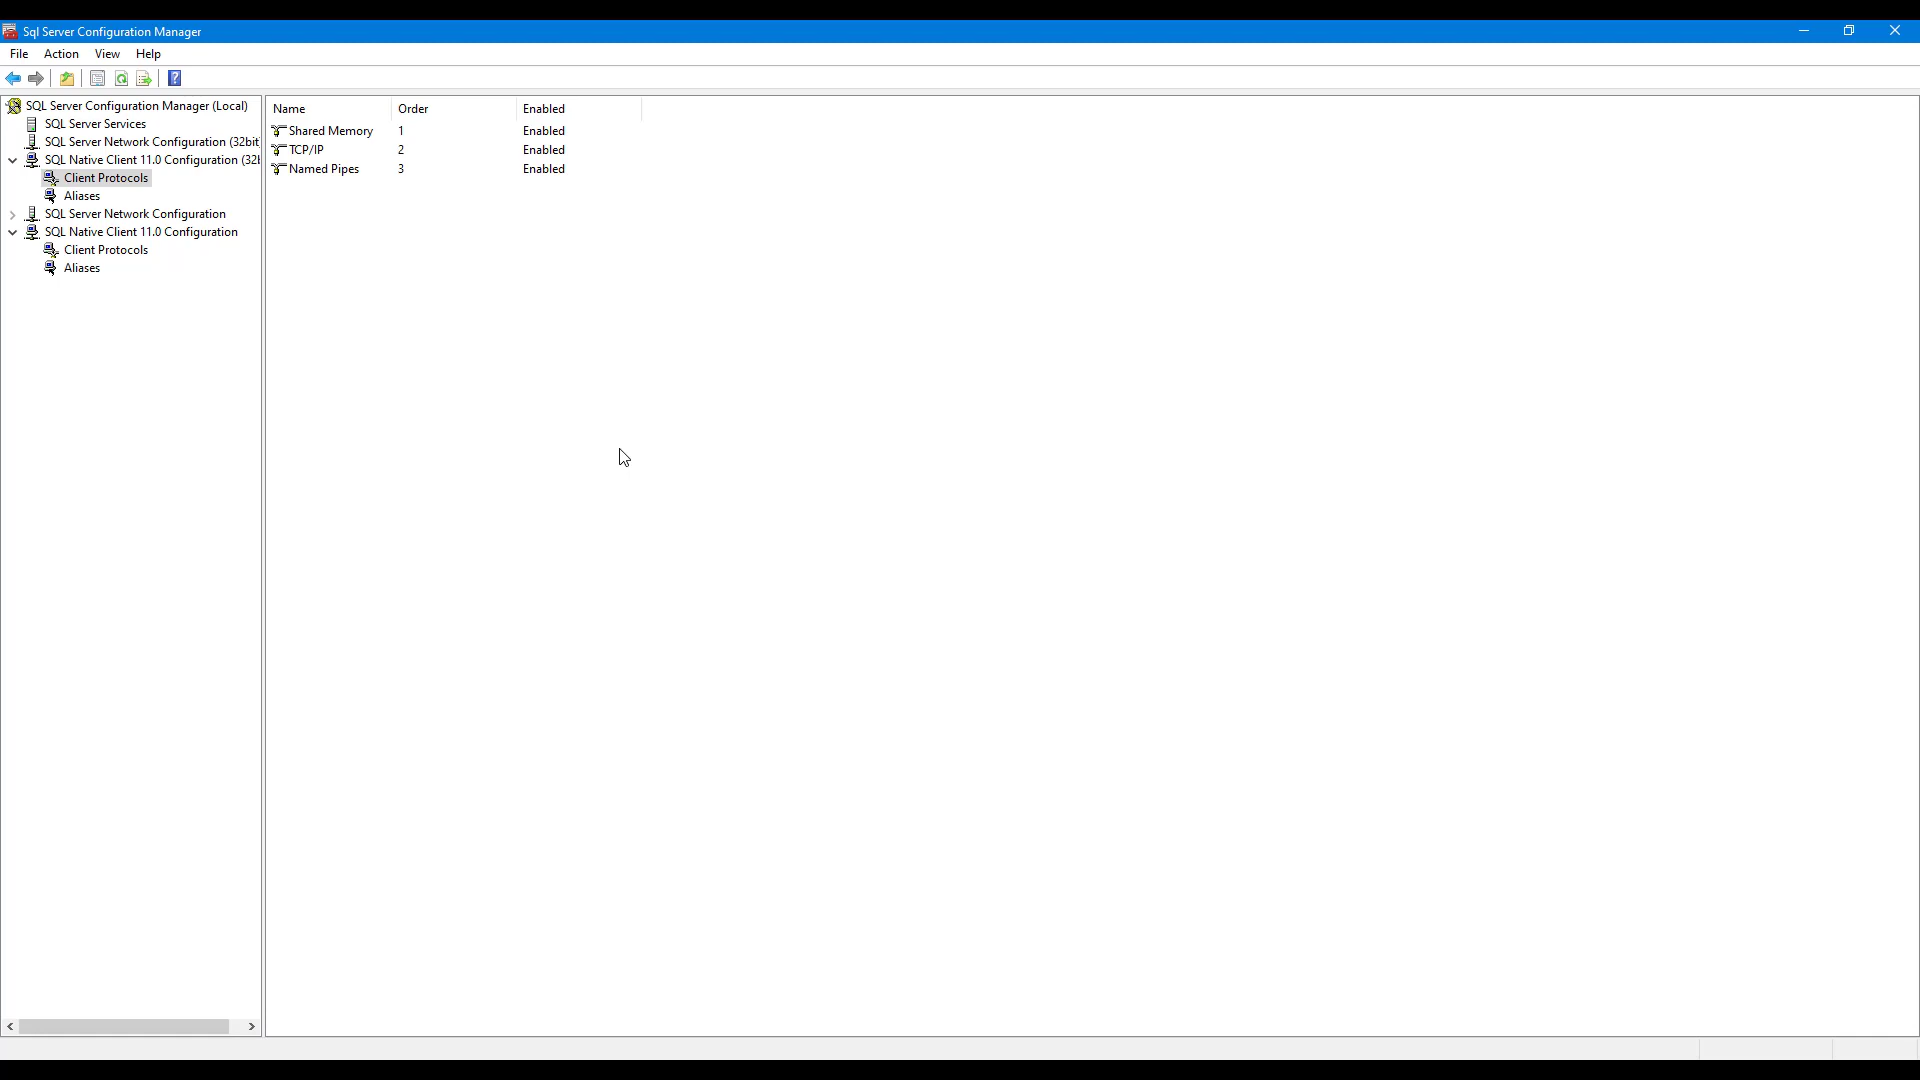 Sql Server Configuration Manager
File Action View Help
SQL Server Configuration Manager (Local)
SQL Server Services
SQL Server Network Configuration (32bit
SQL Native Client 11.0 Configuration (32b
Client Protocols
Aliases
SQL Server Network Configuration
SQL Native Client 11.0 Configuration
Client Protocols
Aliases
Name Order Enabled
Shared Memory 1 Enabled
TCP/IP 2 Enabled
Named Pipes 3 Enabled